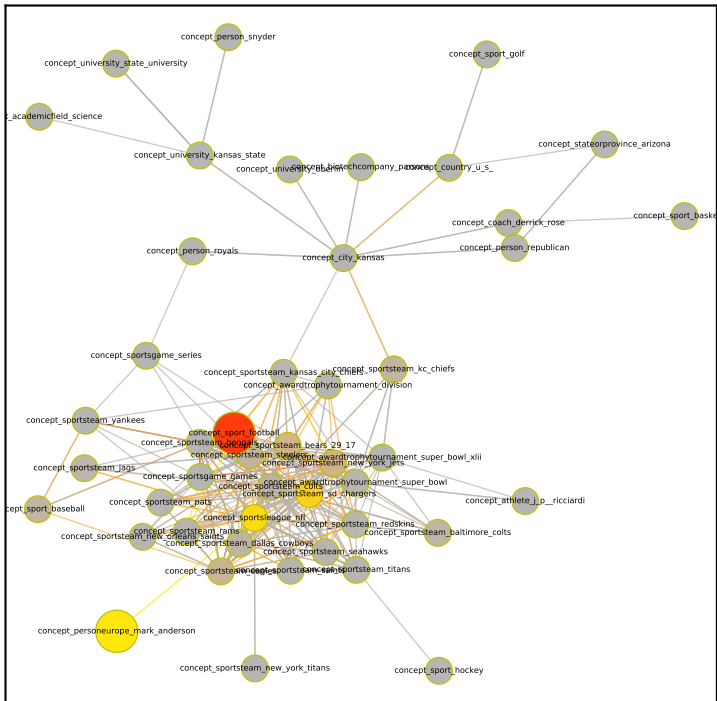 concept_person_snyder
concept_sport_golf
concept_university_state_university
t_academicfield_science
concept_stateorprovince_arizona
concept_university_kansas_state
concept_university_oberlin
concept_country_u_s_
concept_sport_baske
concept_coach_derrick_rose
concept_person_republican
concept_person_royals
concept_city_kansas
concept_sportsgame_series
concept_sportsteam_kansas_city_chiefs
concept_sportsteam_kc_chiefs
concept_awardtrophytournament_division
concept_sportsteam_yankees
concept_sport_football
concept_sportsteam_bengals
concept_sportsteam_bears_29_17
concept_sportsteam_steelers
concept_awardtrophytournament_super_bowl_xlii
concept_sportsteam_new_york_jets
concept_sportsteam_jags
concept_sportsgame_games
concept_awardtrophytournament_super_bowl
concept_sportsteam_colts
concept_sportsteam_sd_chargers
concept_sportsteam_pats
concept_athlete_j_p__ricciardi
cept_sport_baseball
concept_sportsleague_nfl
concept_sportsteam_redskins
concept_sportsteam_rams
concept_sportsteam_baltimore_colts
concept_sportsteam_new_orleans_saints
concept_sportsteam_dallas_cowboys
concept_sportsteam_seahawks
concept_sportsteam_titans
concept_personeurope_mark_anderson
concept_sportsteam_new_york_titans
concept_sport_hockey